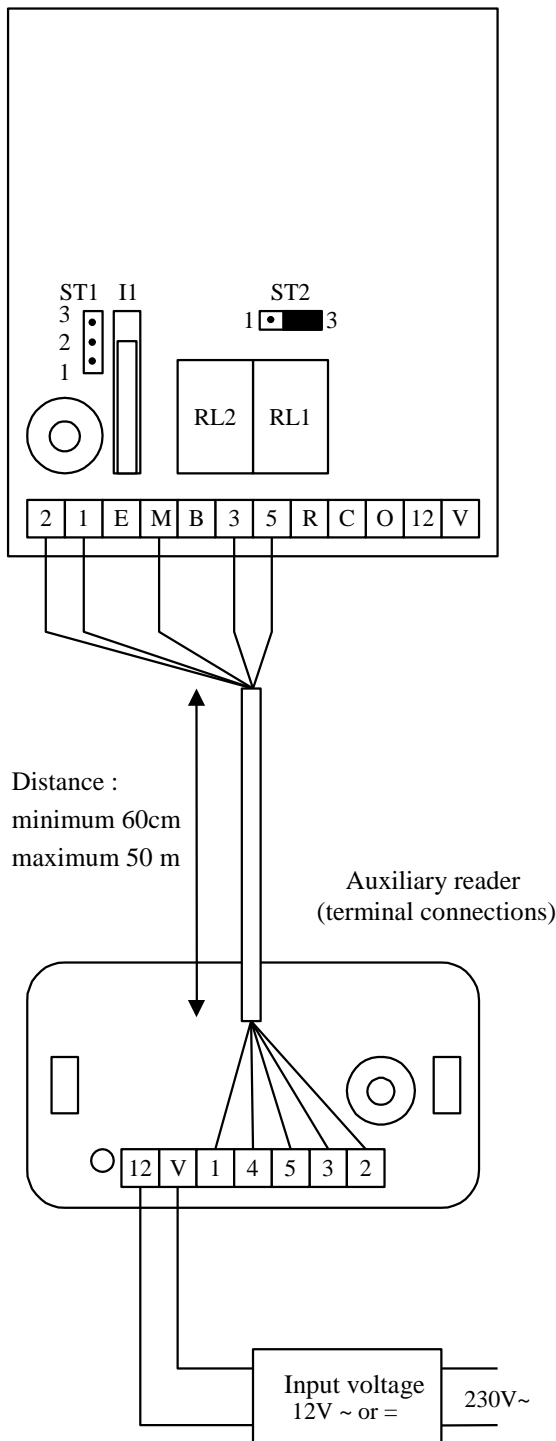 ST1 I1 ST2
3
2
1
1 3
RL2 RL1
2 1 E M B 3 5 R C O 12 V
Distance :
minimum 60cm
maximum 50 m
Auxiliary reader
(terminal connections)
12 V 1 4 5 3 2
Input voltage
12V ~ or =
230V~